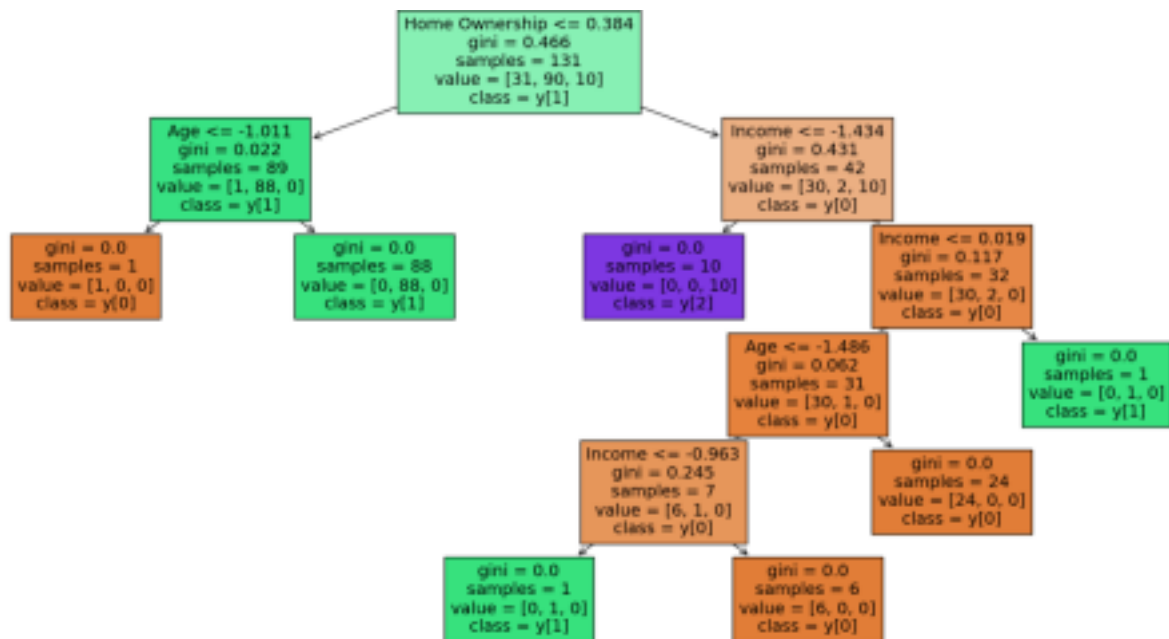 Home Ownership <= 0.384
gini = 0.466
samples = 131
value = [31, 90, 10]
class = y[1]
Age <= -1.011
gini = 0.022
samples = 89
value = [1, 88, 0]
class = y[1]
Income <= -1.434
gini = 0.431
samples = 42
value = [30, 2, 10]
class = y[0]
gini = 0.0
samples = 1
value = [1, 0, 0]
class = y[0]
gini = 0.0
samples = 88
value = [0, 88, 0]
class = y[1]
gini = 0.0
samples = 10
value = [0, 0, 10]
class = y[2]
Income <= 0.019
gini = 0.117
samples = 32
value = [30, 2, 0]
class = y[0]
Age <= -1.486
gini = 0.062
samples = 31
value = [30, 1, 0]
class = y[0]
gini = 0.0
samples = 1
value = [0, 1, 0]
class = y[1]
Income <= -0.963
gini = 0.245
samples = 7
value = [6, 1, 0]
class = y[0]
gini = 0.0
samples = 24
value = [24, 0, 0]
class = y[0]
gini = 0.0
samples = 1
value = [0, 1, 0]
class = y[1]
gini = 0.0
samples = 6
value = [6, 0, 0]
class = y[0]